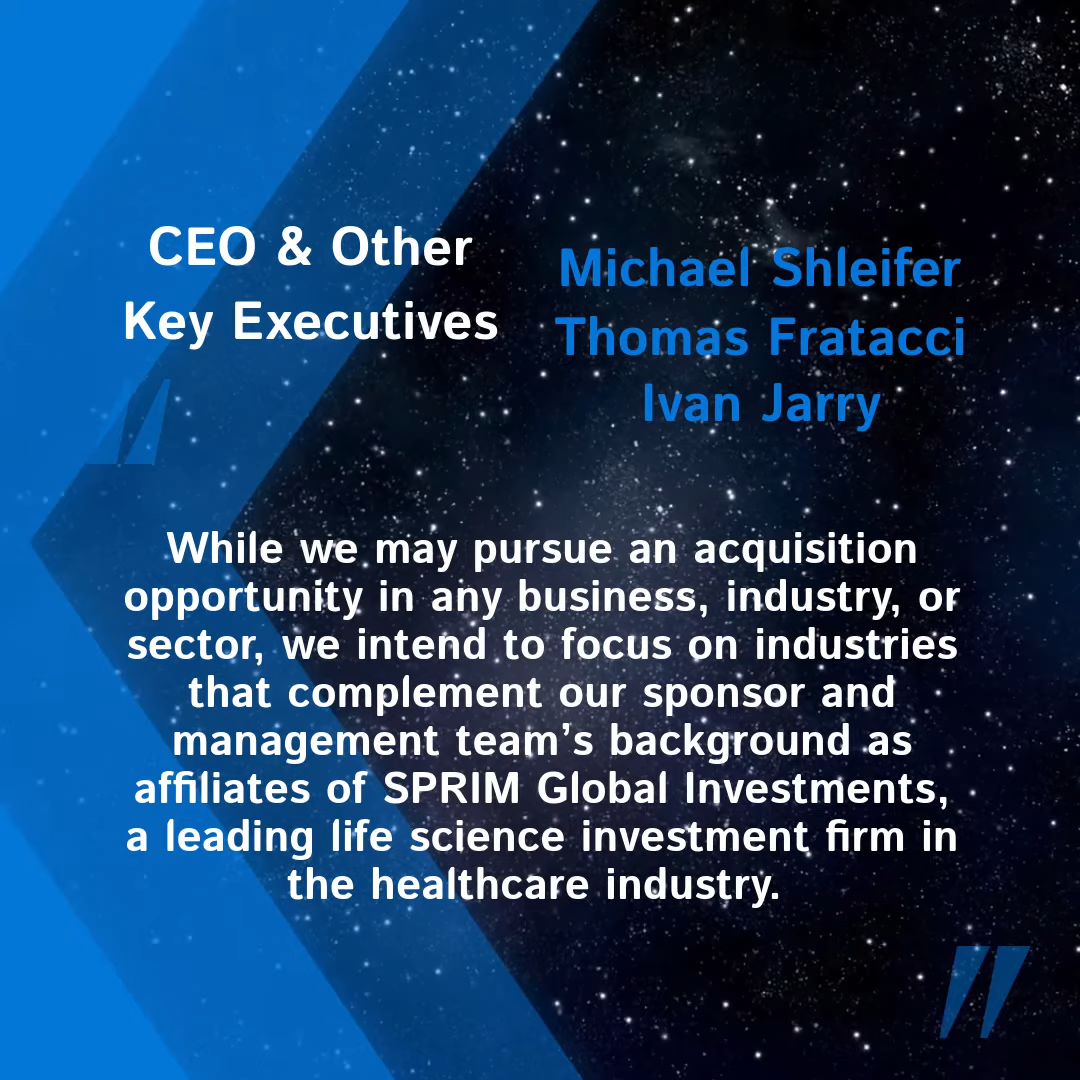 CEO & Other
Key Executives
Michael Shleifer
Thomas Fratacci
Ivan Jarry
While we may pursue an acquisition
opportunity in any business, industry, or
sector, we intend to focus on industries
that complement our sponsor and
management team’s background as
affiliates of SPRIM Global Investments,
a leading life science investment firm in
the healthcare industry.